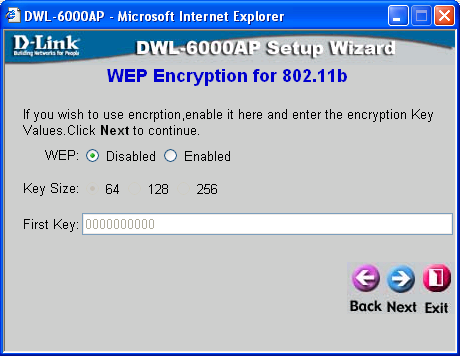 DWL-6000AP - Microsoft Internet Explorer
D-Link
Building Networks for People
DWL-6000AP Setup Wizard
WEP Encryption for 802.11b
If you wish to use encrption,enable it here and enter the encryption Key
Values.Click Next to continue.
WEP: Disabled Enabled
Key Size: 64 128 256
First Key: 0000000000
Back Next Exit